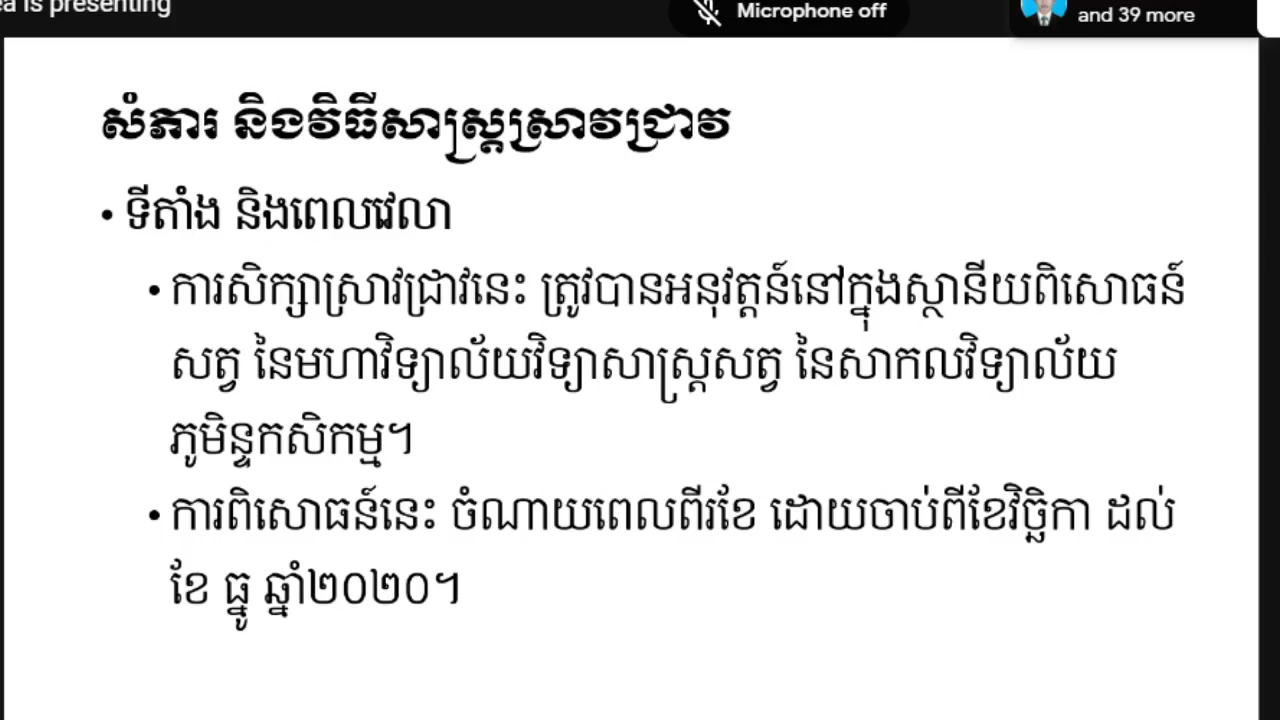 is presenting
Microphone off
and 39 more
សំភារ និងវិធីសាស្ត្រស្រាវជ្រាវ
• ទីតាំង និងពេលវេលា
• ការសិក្សាស្រាវជ្រាវនេះ ត្រូវបានអនុវត្តន៍នៅក្នុងស្ថានីយពិសោធន៍
សត្វ នៃមហាវិទ្យាល័យវិទ្យាសាស្ត្រសត្វ នៃសាកលវិទ្យាល័យ
ភូមិន្ទកសិកម្ម។
• ការពិសោធន៍នេះ ចំណាយពេលពីរខែ ដោយចាប់ពីខែវិច្ឆិកា ដល់
ខែ ធ្នូ ឆ្នាំ២០២០។